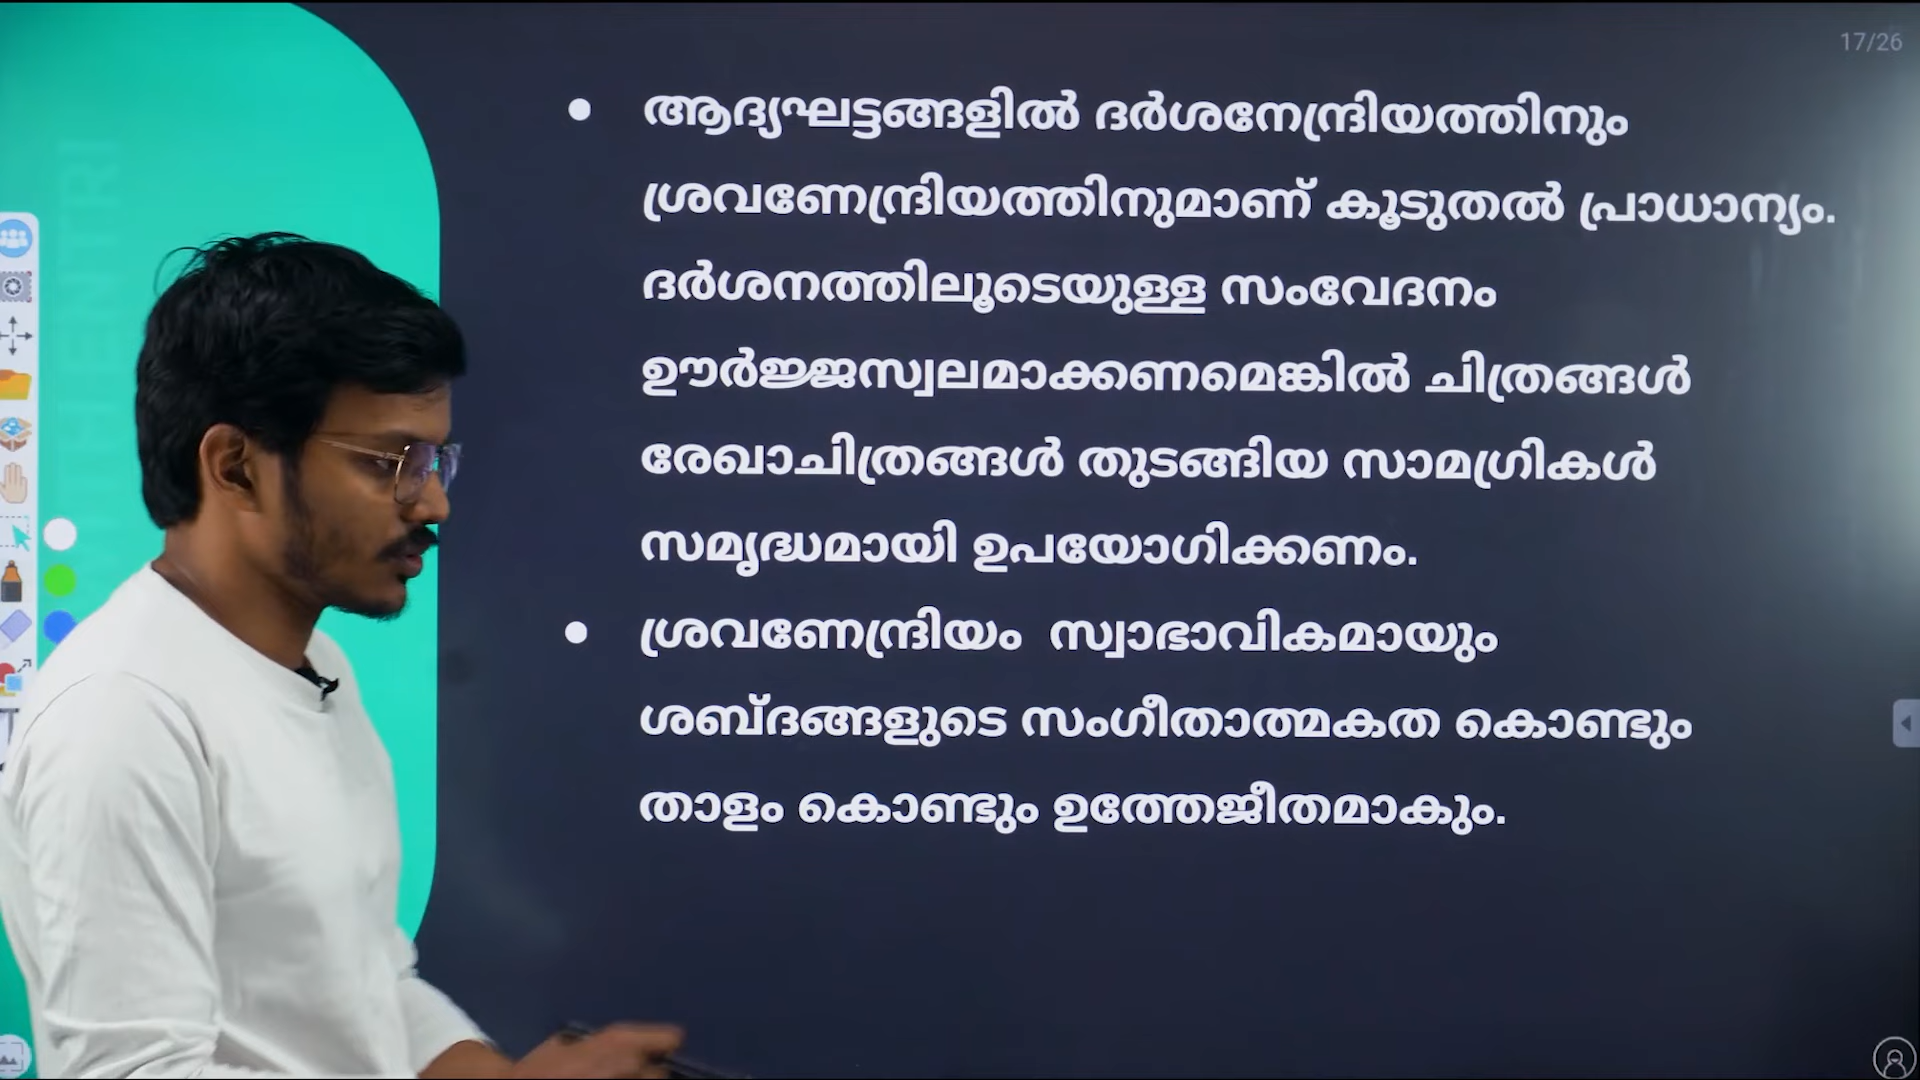 17/26
ആദ്യഘട്ടങ്ങളിൽ ദർശനേന്ദ്രിയത്തിനും
ശ്രവണേന്ദ്രിയത്തിനുമാണ് കൂടുതൽ പ്രാധാന്യം.
ദർശനത്തിലൂടെയുള്ള സംവേദനം
ഊർജ്ജസ്വലമാക്കണമെങ്കിൽ ചിത്രങ്ങൾ
രേഖാചിത്രങ്ങൾ തുടങ്ങിയ സാമഗ്രികൾ
സമൃദ്ധമായി ഉപയോഗിക്കണം.
ശ്രവണേന്ദ്രിയം സ്വാഭാവികമായും
ശബ്ദങ്ങളുടെ സംഗീതാത്മകത കൊണ്ടും
താളം കൊണ്ടും ഉത്തേജീതമാകും.